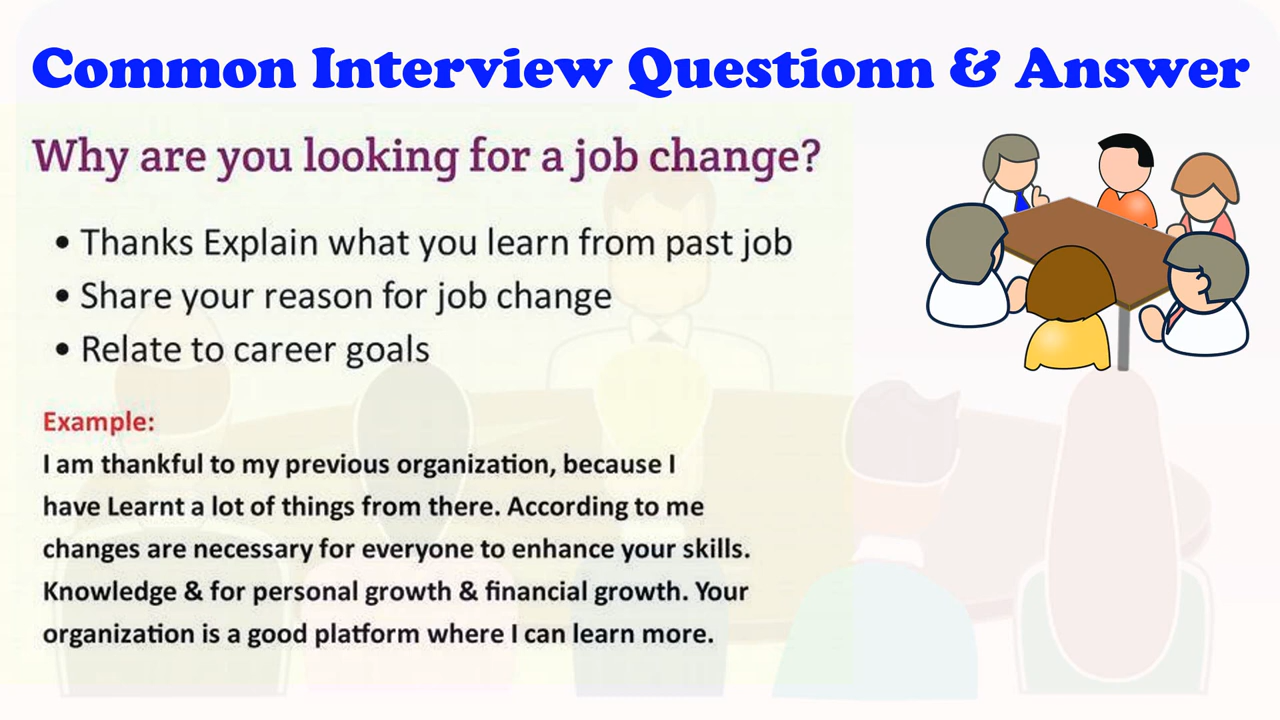 Common Interview Questionn & Answer
Why are you looking for a job change?
• Thanks Explain what you learn from past job
• Share your reason for job change
• Relate to career goals
Example:
I am thankful to my previous organization, because I
have Learnt a lot of things from there. According to me
changes are necessary for everyone to enhance your skills.
Knowledge & for personal growth & financial growth. Your
organization is a good platform where I can learn more.